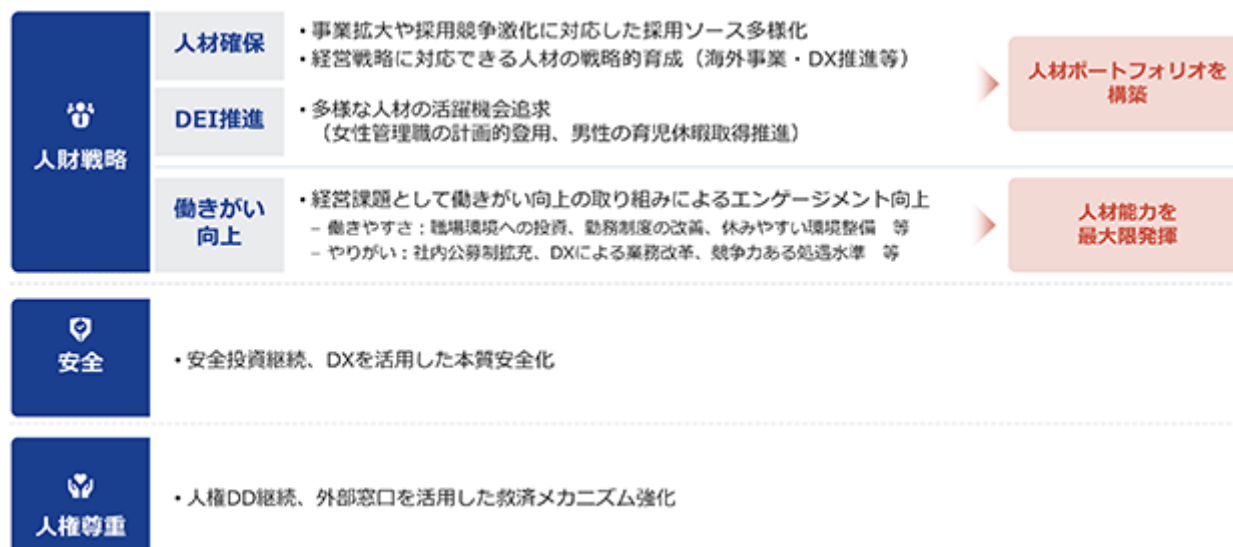 人財戦略
人材確保
・事業拡大や採用競争激化に対応した採用ソース多様化
・経営戦略に対応できる人材の戦略的育成（海外事業・DX推進等）
DEI推進
・多様な人材の活躍機会追求
（女性管理職の計画的登用、男性の育児休暇取得推進）
人材ポートフォリオを
構築
働きがい
向上
・経営課題として働きがい向上の取り組みによるエンゲージメント向上
– 働きやすさ：職場環境への投資、勤務制度の改善、休みやすい環境整備　等
– やりがい：社内公募制拡充、DXによる業務改革、競争力ある処遇水準　等
人材能力を
最大限発揮
安全
・安全投資継続、DXを活用した本質安全化
人権尊重
・人権DD継続、外部窓口を活用した救済メカニズム強化